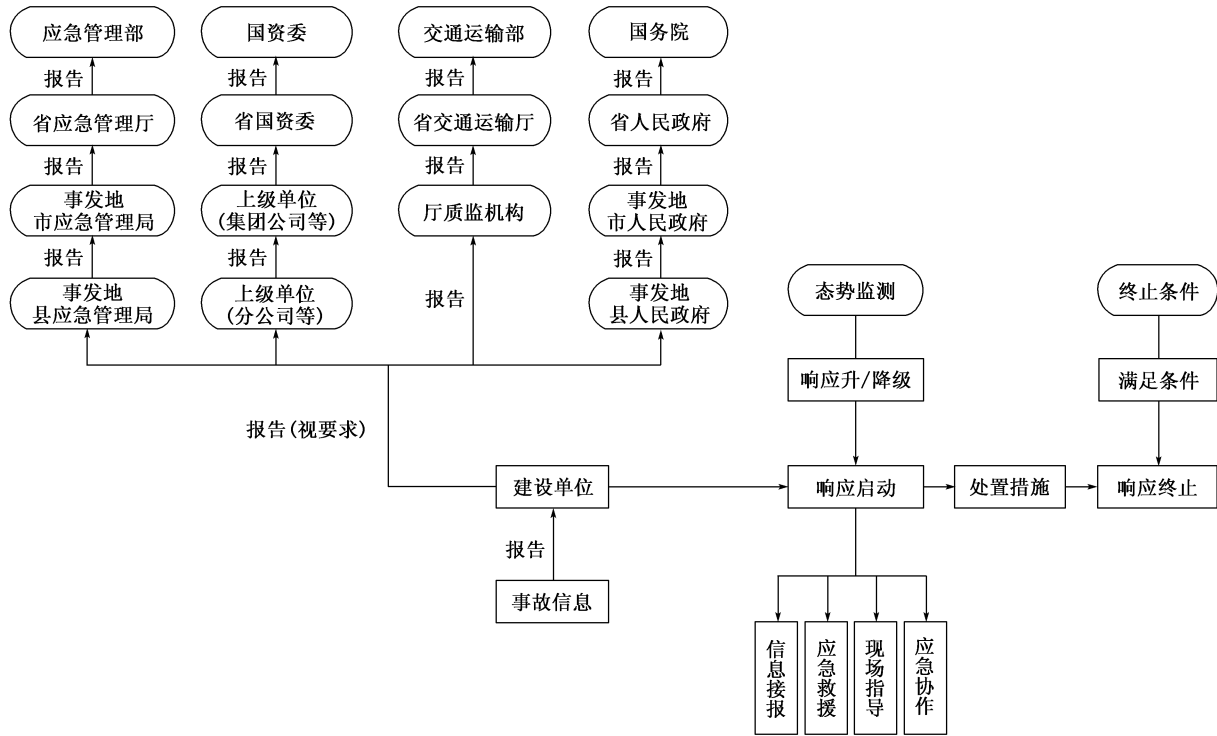 应急管理部
国资委
交通运输部
国务院
报告
报告
报告
报告
省应急管理厅
省国资委
省交通运输厅
省人民政府
报告
报告
报告
报告
事发地
市应急管理局
上级单位
(集团公司等)
厅质监机构
事发地
市人民政府
报告
报告
报告
事发地
县应急管理局
上级单位
(分公司等)
报告
事发地
县人民政府
态势监测
终止条件
响应升/降级
满足条件
报告(视要求)
建设单位
响应启动
处置措施
响应终止
报告
事故信息
信息接报
应急救援
现场指导
应急协作